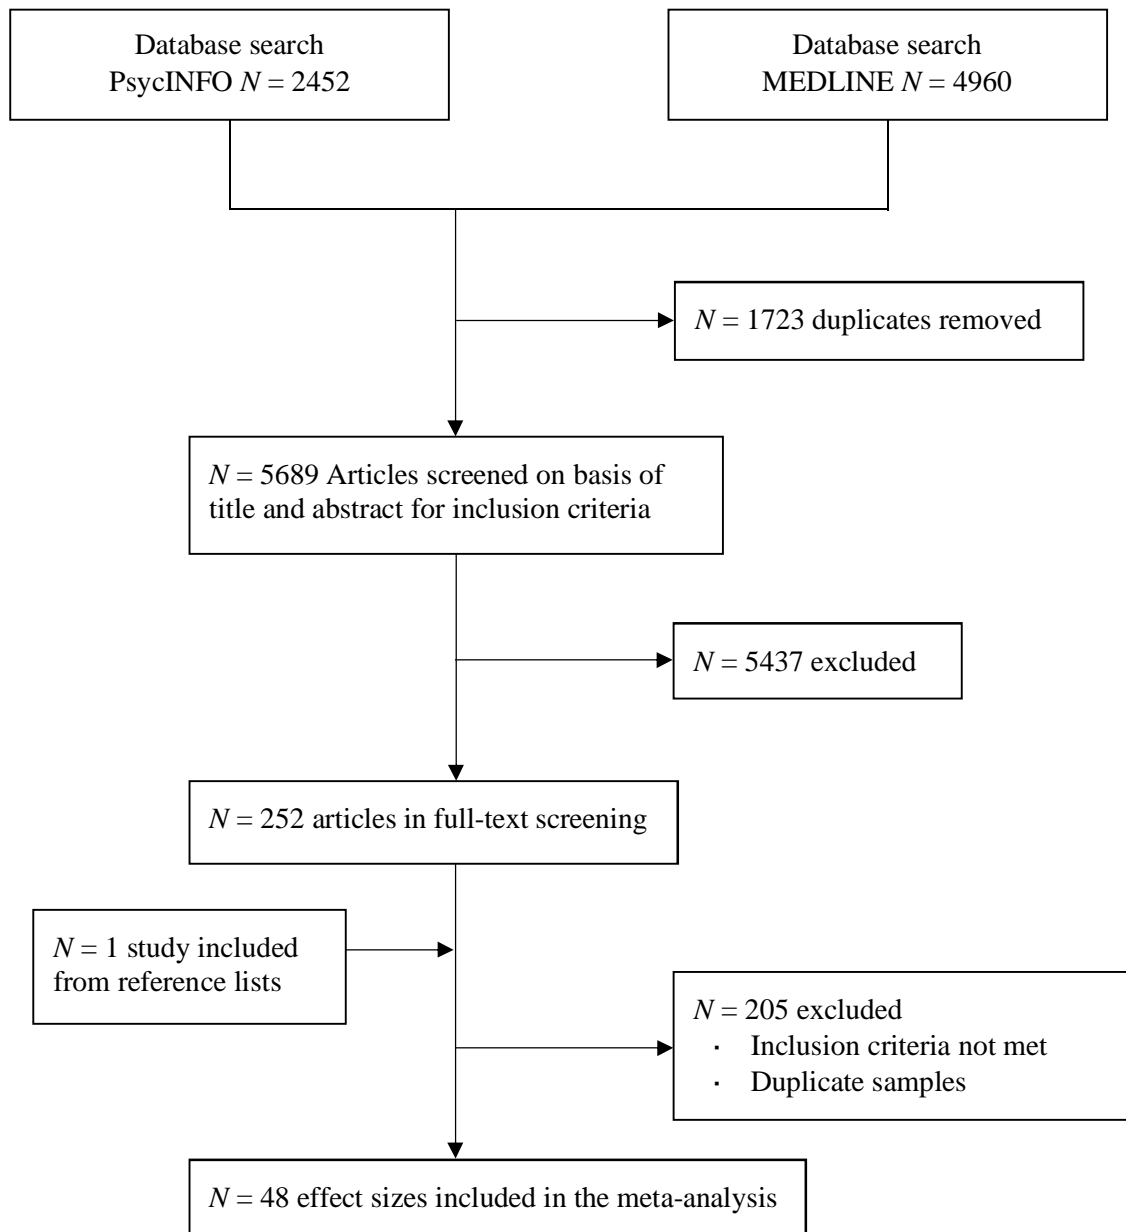 Database search
PsycINFO N = 2452
Database search
MEDLINE N = 4960
N = 1723 duplicates removed
N = 5689 Articles screened on basis of
title and abstract for inclusion criteria
N = 5437 excluded
N = 252 articles in full-text screening
N = 1 study included
from reference lists
N = 205 excluded
▪ Inclusion criteria not met
▪ Duplicate samples
N = 48 effect sizes included in the meta-analysis